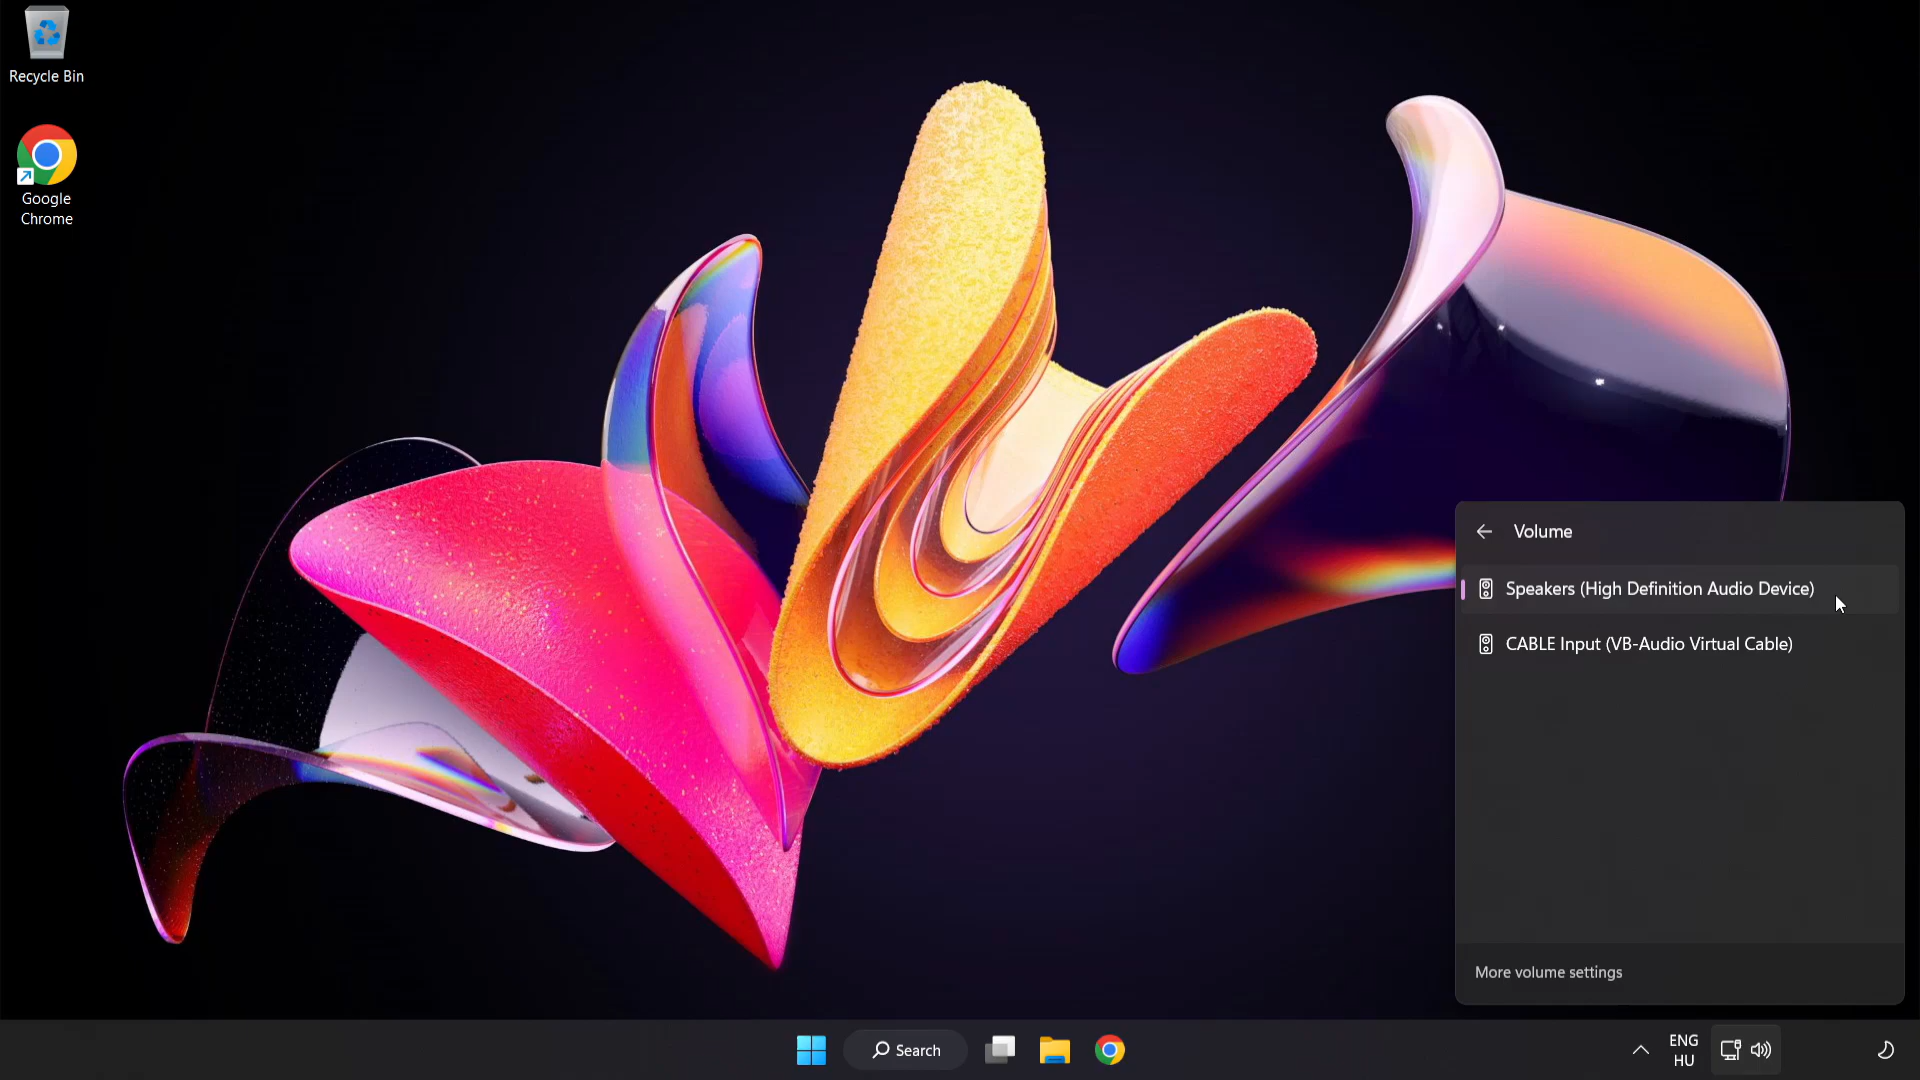 Recycle Bin
Google
Chrome
Volume
Speakers (High Definition Audio Device)
CABLE Input (VB-Audio Virtual Cable)
More volume settings
Search
ENG
HU